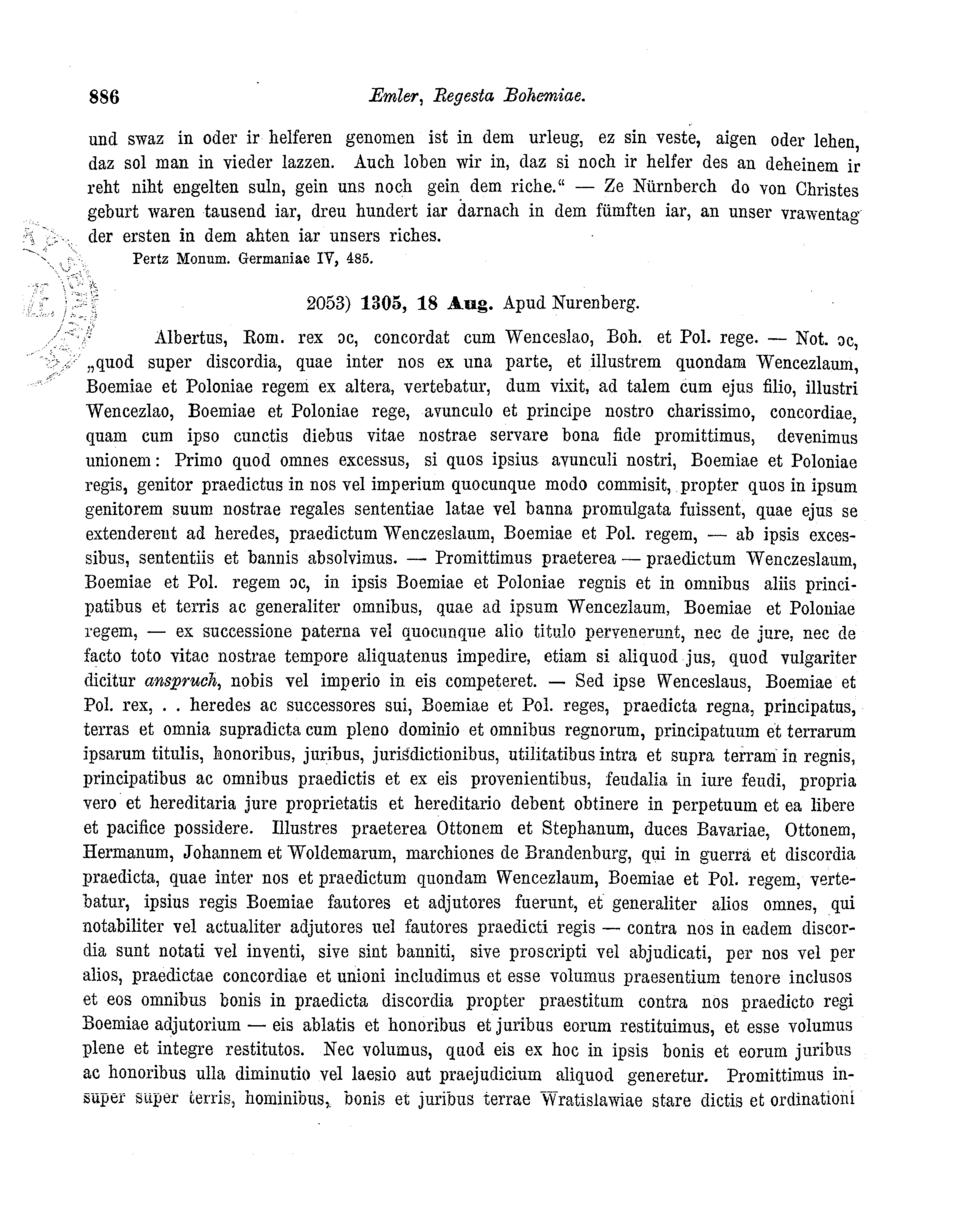 886
Emler, Regesta Bohemiae.
und swaz in oder ir helferen genomen ist in dem urleug, ez sin veste, aigen oder lehen,
daz sol man in vieder lazzen. Auch loben wir in, daz si noch ir helfer des an deheinem ir
reht niht engelten suln, gein uns noch gein dem riche.“ — Ze Nürnberch do von Christes
geburt waren tausend iar, dreu hundert iar darnach in dem fümften iar, an unser vrawentag
der ersten in dem ahten iar unsers riches.
Pertz Monum. Germaniae IV, 485.
2053) 1305, 18 Aug. Apud Nurenberg.
Albertus, Rom. rex ɔc, concordat cum Wenceslao, Boh. et Pol. rege. — Not. ɔc,
„quod super discordia, quae inter nos ex una parte, et illustrem quondam Wencezlaum,
Boemiae et Poloniae regem ex altera, vertebatur, dum vixit, ad talem cum ejus filio, illustri
Wencezlao, Boemiae et Poloniae rege, avunculo et principe nostro charissimo, concordiae,
quam cum ipso cunctis diebus vitae nostrae servare bona fide promittimus, devenimus
unionem: Primo quod omnes excessus, si quos ipsius avunculi nostri, Boemiae et Poloniae
regis, genitor praedictus in nos vel imperium quocunque modo commisit, propter quos in ipsum
genitorem suum nostrae regales sententiae latae vel banna promulgata fuissent, quae ejus se
extenderent ad heredes, praedictum Wenczeslaum, Boemiae et Pol. regem, — ab ipsis exces-
sibus, sententiis et bannis absolvimus. — Promittimus praeterea — praedictum Wenczeslaum,
Boemiae et Pol. regem ɔc, in ipsis Boemiae et Poloniae regnis et in omnibus aliis princi-
patibus et terris ac generaliter omnibus, quae ad ipsum Wencezlaum, Boemiae et Poloniae
regem, — ex successione paterna vel quocunque alio titulo pervenerunt, nec de jure, nec de
facto toto vitae nostrae tempore aliquatenus impedire, etiam si aliquod jus, quod vulgariter
dicitur anspruch, nobis vel imperio in eis competeret. — Sed ipse Wenceslaus, Boemiae et
Pol. rex, . . heredes ac successores sui, Boemiae et Pol. reges, praedicta regna, principatus,
terras et omnia supradicta cum pleno dominio et omnibus regnorum, principatuum et terrarum
ipsarum titulis, honoribus, juribus, jurisdictionibus, utilitatibus intra et supra terram in regnis,
principatibus ac omnibus praedictis et ex eis provenientibus, feudalia in iure feudi, propria
vero et hereditaria jure proprietatis et hereditario debent obtinere in perpetuum et ea libere
et pacifice possidere. Illustres praeterea Ottonem et Stephanum, duces Bavariae, Ottonem,
Hermanum, Johannem et Woldemarum, marchiones de Brandenburg, qui in guerra et discordia
praedicta, quae inter nos et praedictum quondam Wencezlaum, Boemiae et Pol. regem, verte-
batur, ipsius regis Boemiae fautores et adjutores fuerunt, et generaliter alios omnes, qui
notabiliter vel actualiter adjutores uel fautores praedicti regis — contra nos in eadem discor-
dia sunt notati vel inventi, sive sint banniti, sive proscripti vel abjudicati, per nos vel per
alios, praedictae concordiae et unioni includimus et esse volumus praesentium tenore inclusos
et eos omnibus bonis in praedicta discordia propter praestitum contra nos praedicto regi
Boemiae adjutorium — eis ablatis et honoribus et juribus eorum restituimus, et esse volumus
plene et integre restitutos. Nec volumus, quod eis ex hoc in ipsis bonis et eorum juribus
ac honoribus ulla diminutio vel laesio aut praejudicium aliquod generetur. Promittimus in-
super super terris, hominibus, bonis et juribus terrae Wratislawiae stare dictis et ordinationi